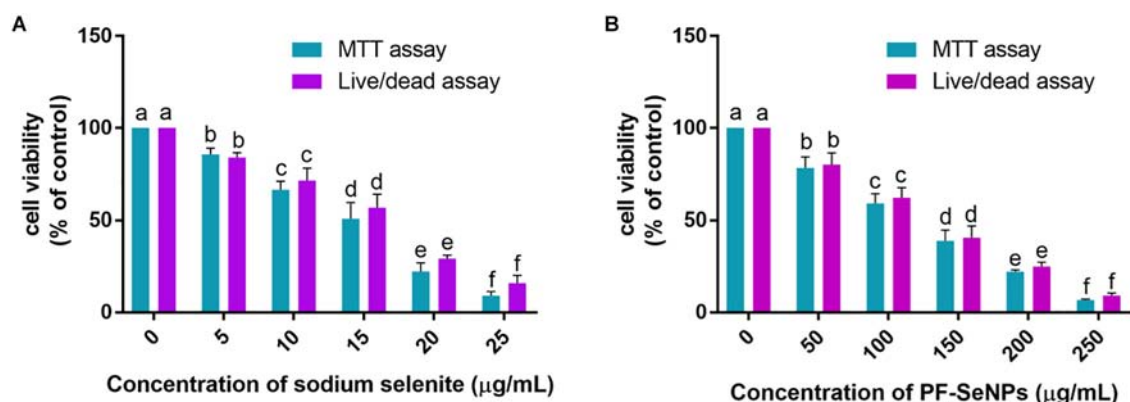 A
150
MTT assay
Live/dead assay
cell viability
(% of control)
100
50
0
a a
b b
c c
d d
e e
f f
0 5 10 15 20 25
Concentration of sodium selenite (μg/mL)
B
150
MTT assay
Live/dead assay
cell viability
(% of control)
100
50
0
a a
b b
c c
d d
e e
f f
0 50 100 150 200 250
Concentration of PF-SeNPs (μg/mL)